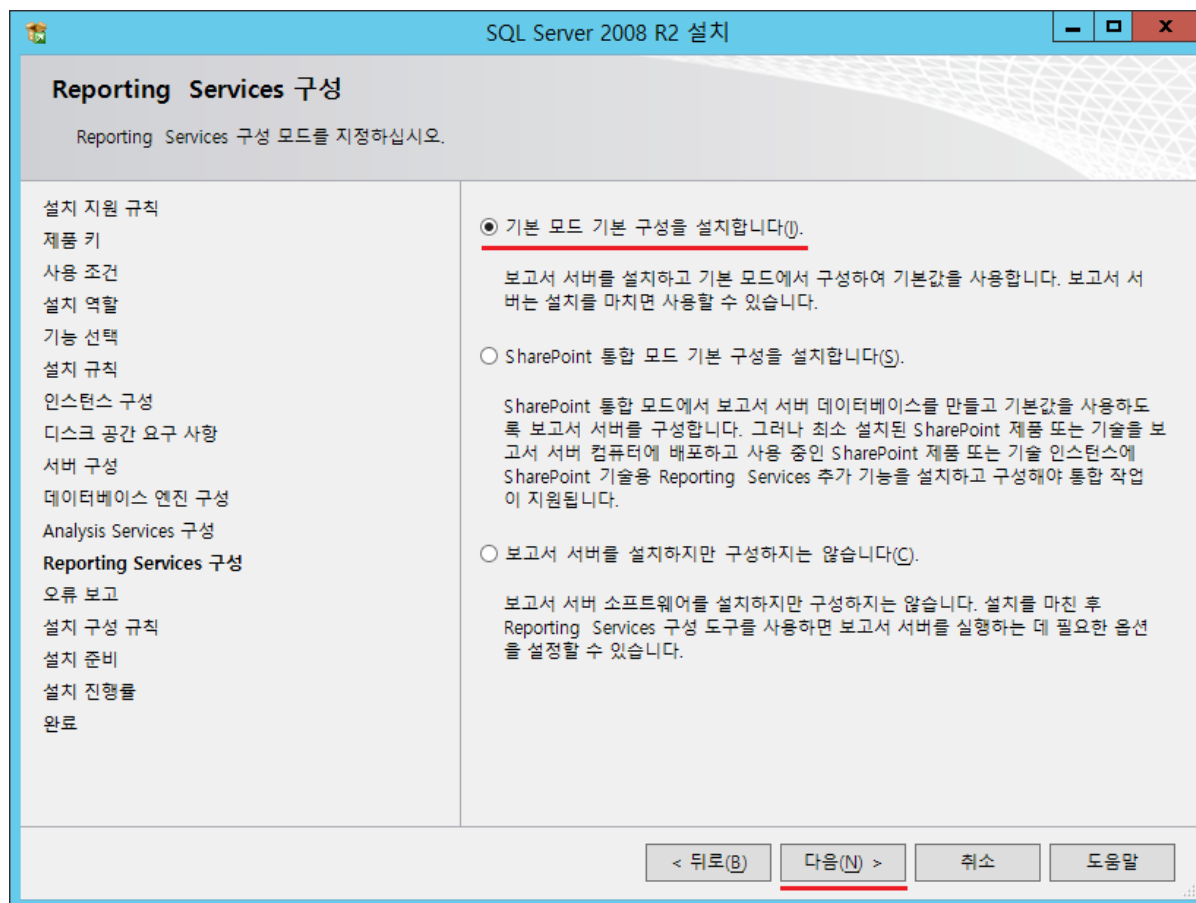 SQL Server 2008 R2 설치
Reporting Services 구성
Reporting Services 구성 모드를 지정하십시오.
설치 지원 규칙
제품 키
사용 조건
설치 역할
기능 선택
설치 규칙
인스턴스 구성
디스크 공간 요구 사항
서버 구성
데이터베이스 엔진 구성
Analysis Services 구성
Reporting Services 구성
오류 보고
설치 구성 규칙
설치 준비
설치 진행률
완료
기본 모드 기본 구성을 설치합니다(I).
보고서 서버를 설치하고 기본 모드에서 구성하여 기본값을 사용합니다. 보고서 서
버는 설치를 마치면 사용할 수 있습니다.
SharePoint 통합 모드 기본 구성을 설치합니다(S).
SharePoint 통합 모드에서 보고서 서버 데이터베이스를 만들고 기본값을 사용하도
록 보고서 서버를 구성합니다. 그러나 최소 설치된 SharePoint 제품 또는 기술을 보
고서 서버 컴퓨터에 배포하고 사용 중인 SharePoint 제품 또는 기술 인스턴스에
SharePoint 기술용 Reporting Services 추가 기능을 설치하고 구성해야 통합 작업
이 지원됩니다.
보고서 서버를 설치하지만 구성하지는 않습니다(C).
보고서 서버 소프트웨어를 설치하지만 구성하지는 않습니다. 설치를 마친 후
Reporting Services 구성 도구를 사용하면 보고서 서버를 실행하는 데 필요한 옵션
을 설정할 수 있습니다.
< 뒤로(B) 다음(N) > 취소 도움말